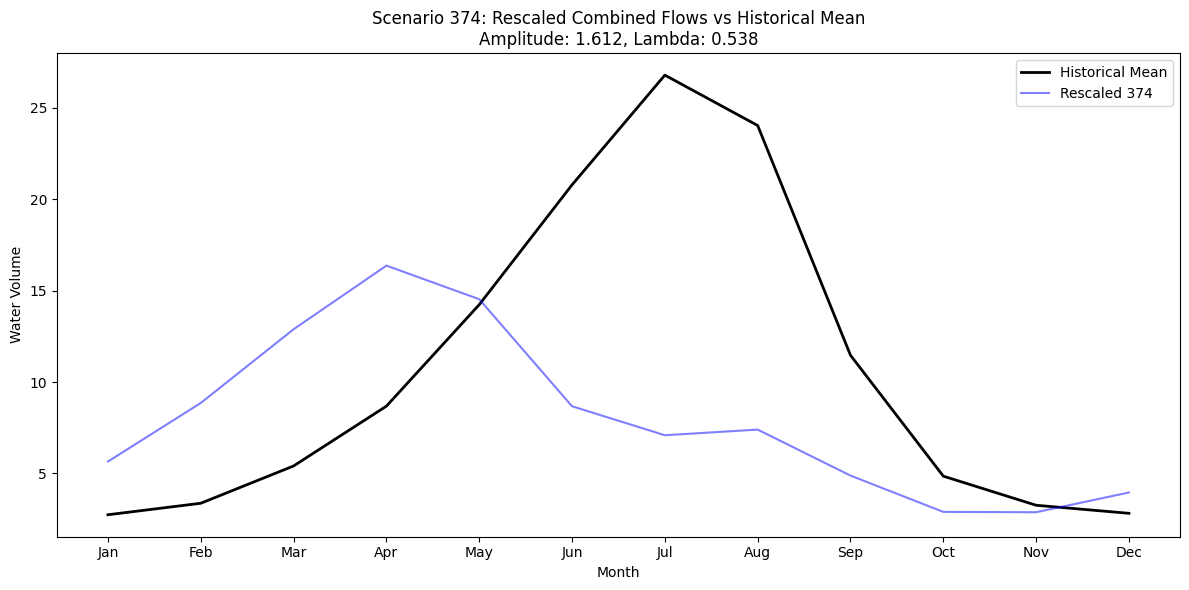 Scenario 374: Rescaled Combined Flows vs Historical Mean
Amplitude: 1.612, Lambda: 0.538
Historical Mean
Rescaled 374
Water Volume
25
20
15
10
5
Jan Feb Mar Apr May Jun Jul Aug Sep Oct Nov Dec
Month